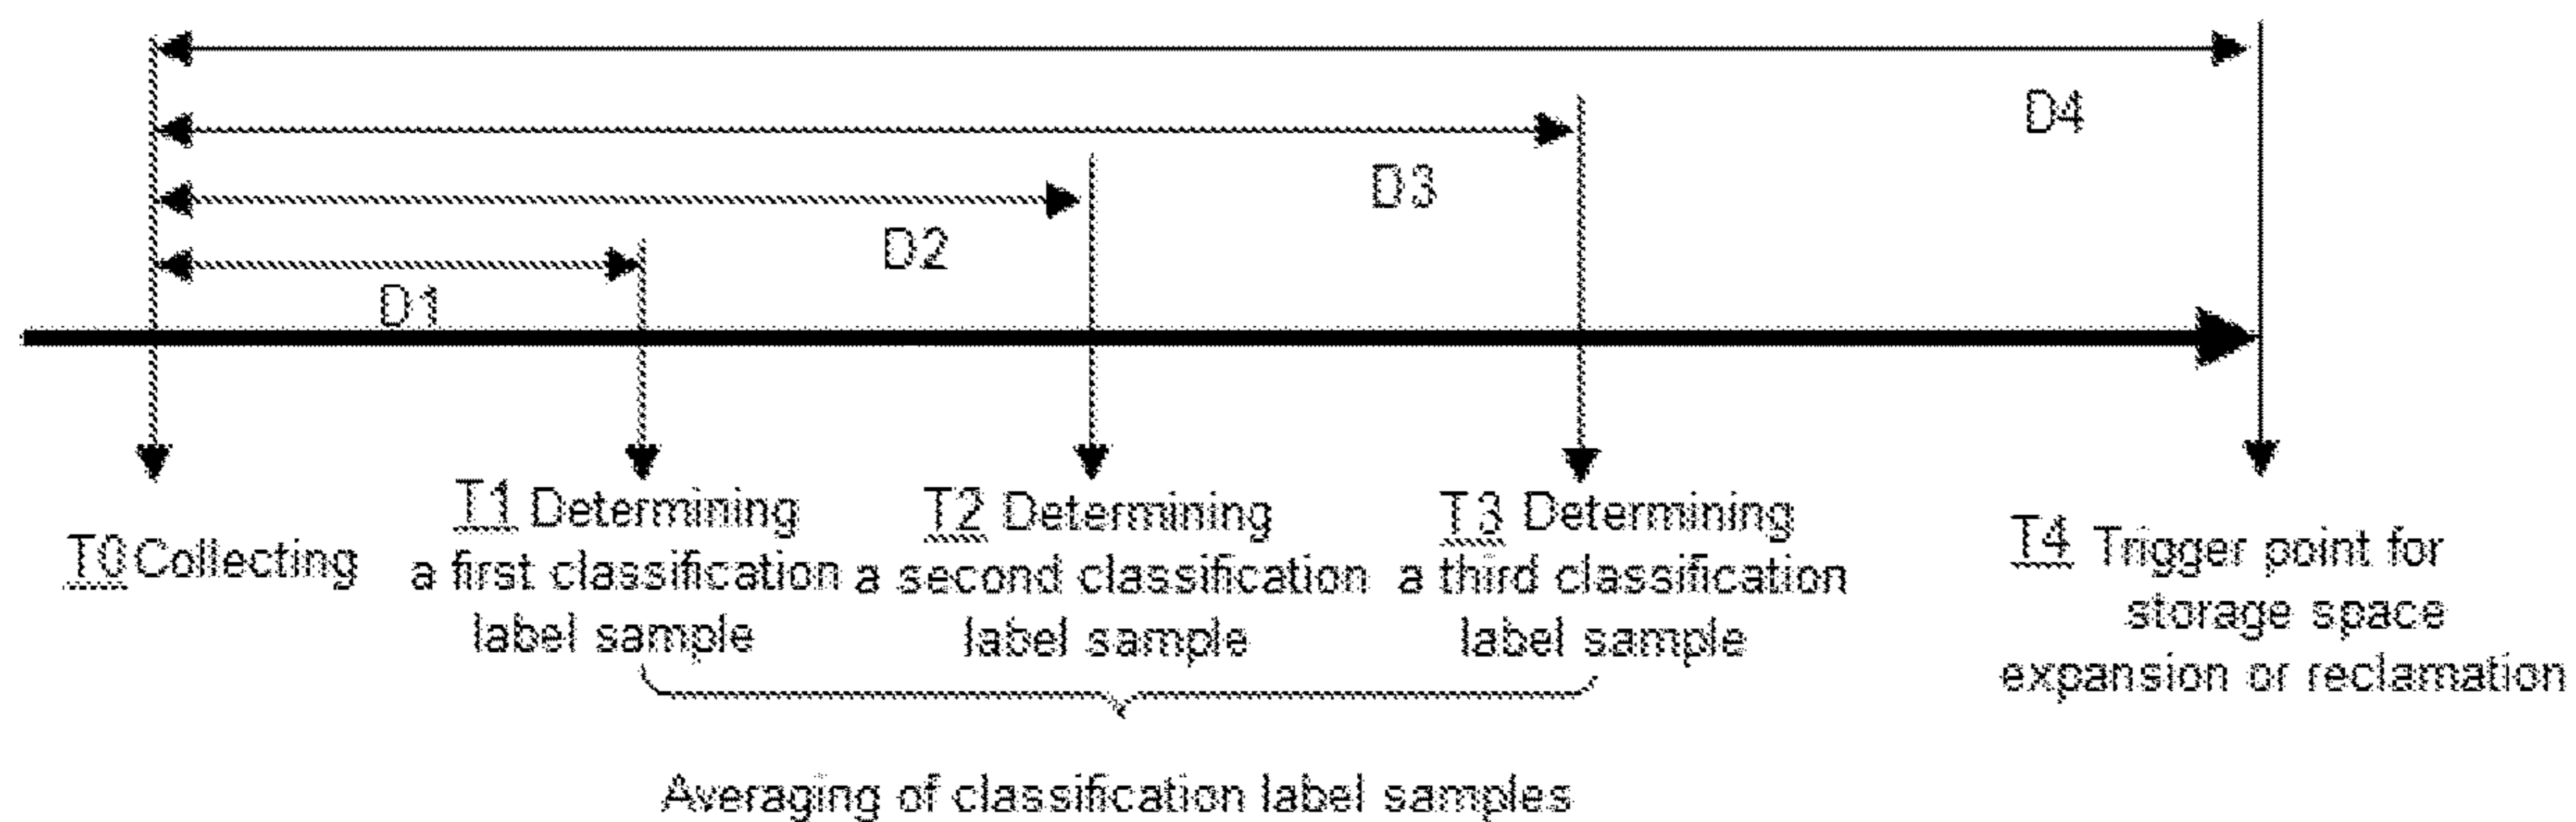 D4
D3
D2
D1
T0 Collecting
T1 Determining
a first classification
label sample
T2 Determining
a second classification
label sample
T3 Determining
a third classification
label sample
T4 Trigger point for
storage space
expansion or reclamation
Averaging of classification label samples